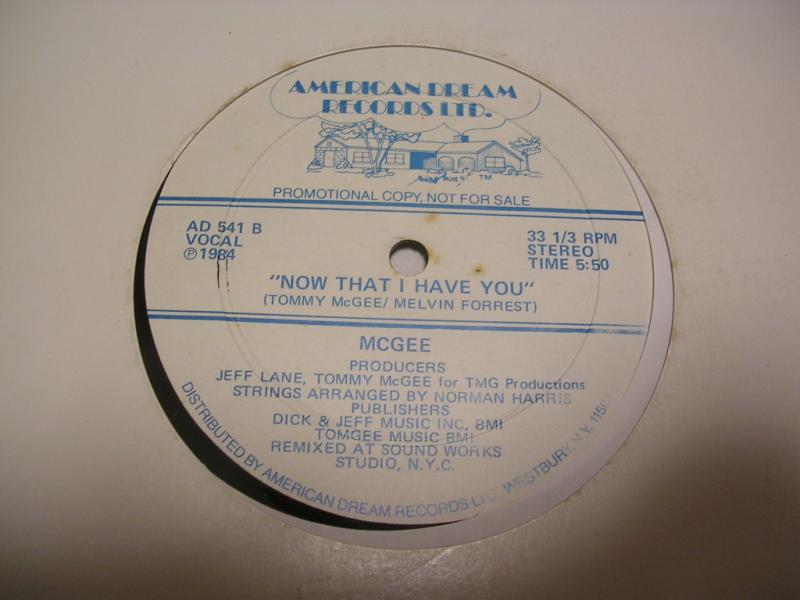 AMERICAN DREAM
RECORDS LTD.
TM
PROMOTIONAL COPY, NOT FOR SALE
AD 541 B
VOCAL
℗1984
33 1/3 RPM
STEREO
TIME 5:50
"NOW THAT I HAVE YOU"
(TOMMY McGEE/ MELVIN FORREST)
MCGEE
PRODUCERS
JEFF LANE, TOMMY McGEE for TMG Productions
STRINGS ARRANGED BY NORMAN HARRIS
PUBLISHERS
DICK & JEFF MUSIC INC. BMI
TOMGEE MUSIC BMI
REMIXED AT SOUND WORKS
STUDIO, N.Y.C.
DISTRIBUTED BY AMERICAN DREAM RECORDS LTD. WESTBURY, N.Y.